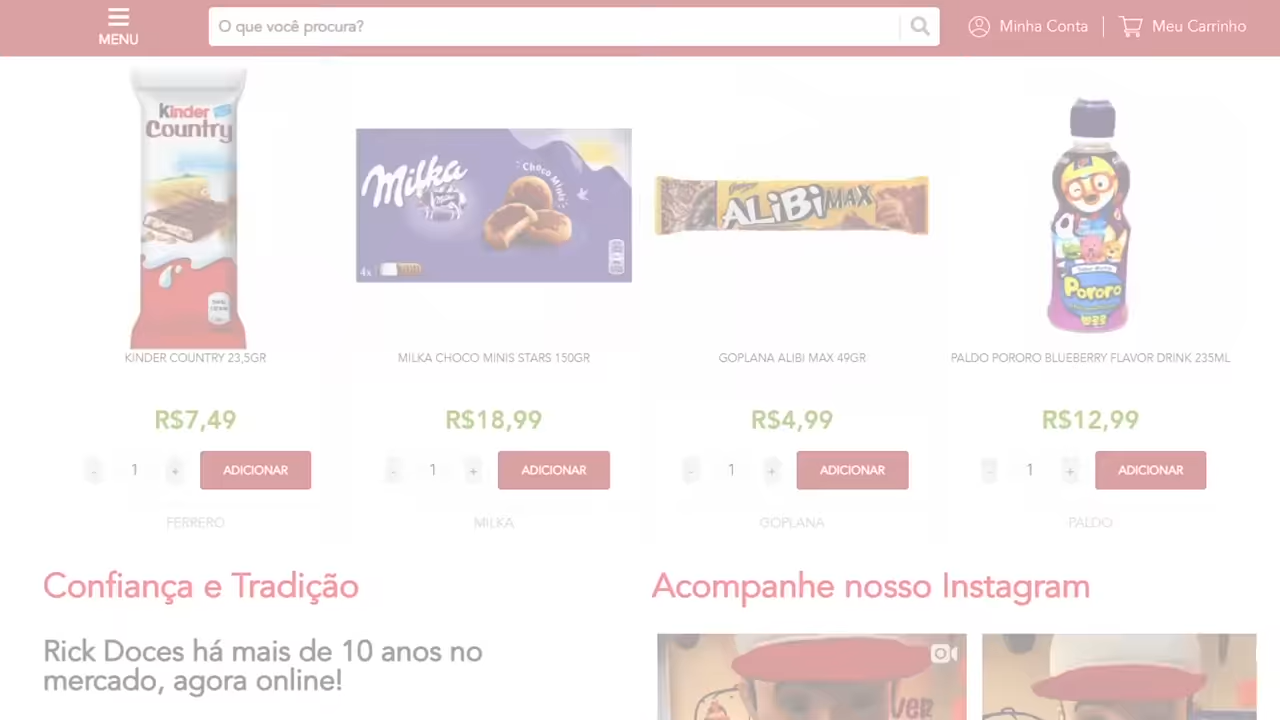 MENU
O que você procura?
Minha Conta
Meu Carrinho
Kinder
Country
Milka
Choco Minis
4x
ALiBi MAX
Pororo
KINDER COUNTRY 23,5GR
MILKA CHOCO MINIS STARS 150GR
GOPLANA ALIBI MAX 49GR
PALDO PORORO BLUEBERRY FLAVOR DRINK 235ML
R$7,49
R$18,99
R$4,99
R$12,99
- 1 + ADICIONAR
- 1 + ADICIONAR
- 1 + ADICIONAR
- 1 + ADICIONAR
FERRERO
MILKA
GOPLANA
PALDO
Confiança e Tradição
Acompanhe nosso Instagram
Rick Doces há mais de 10 anos no
mercado, agora online!